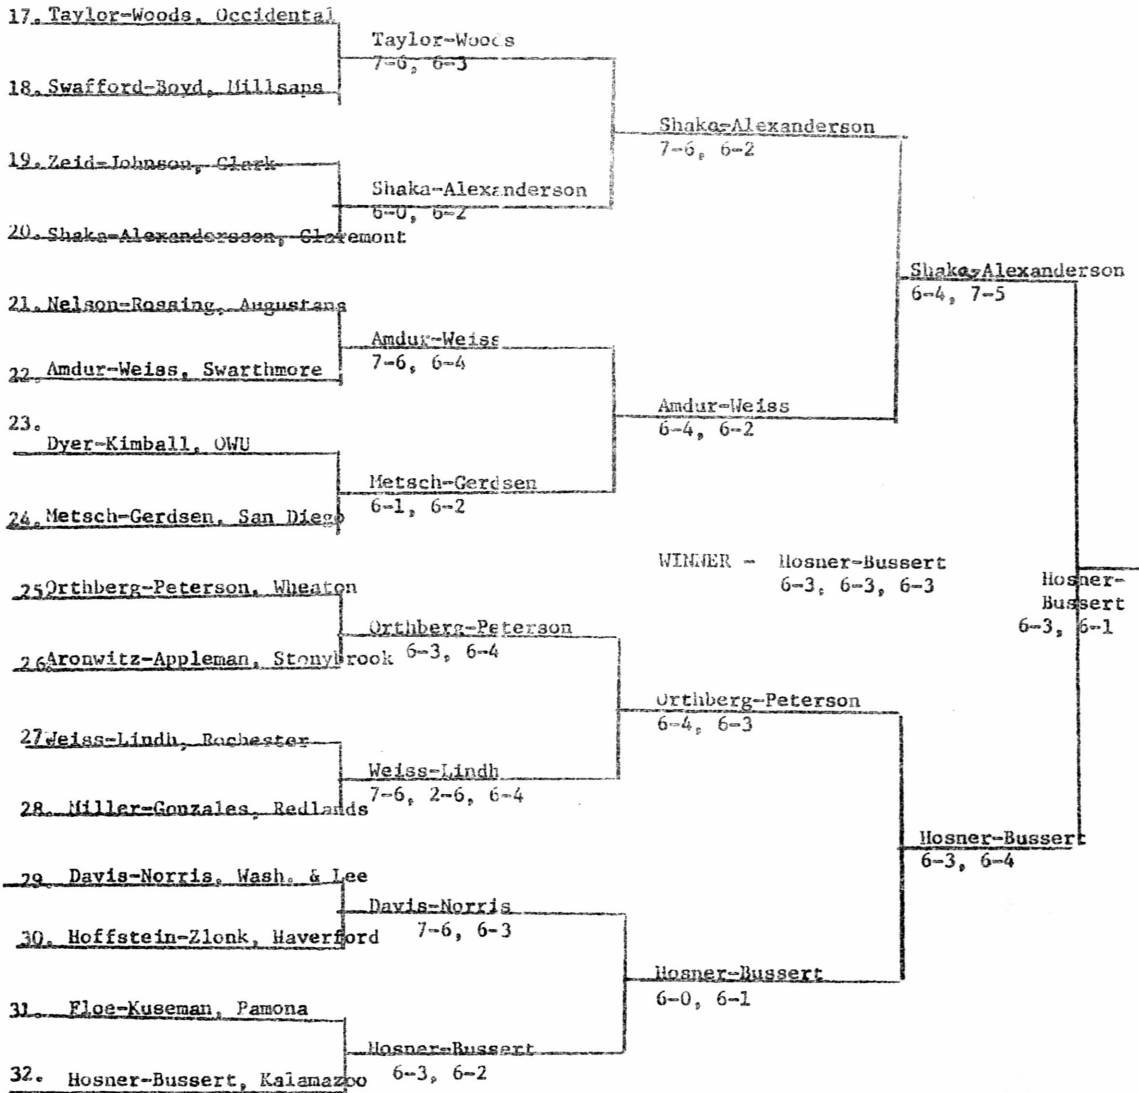 17. Taylor-Woods, Occidental
Taylor-Woods
7-6, 6-3
18. Swafford-Boyd, Millsaps
Shaka-Alexanderson
7-6, 6-2
19. Zeid-Johnson, Clark
Shaka-Alexanderson
6-0, 6-2
20. Shaka-Alexandersson, Claremont
Shaka-Alexanderson
6-4, 7-5
21. Nelson-Rossing, Augustana
Amdur-Weiss
7-6, 6-4
22. Amdur-Weiss, Swarthmore
Amdur-Weiss
6-4, 6-2
23.
Dyer-Kimball, OWU
Metsch-Gerdsen
6-1, 6-2
24. Metsch-Gerdsen, San Diego
WINNER - Hosner-Bussert
6-3, 6-3, 6-3
Hosner-
Bussert
6-3, 6-1
25 Orthberg-Peterson, Wheaton
Orthberg-Peterson
6-3, 6-4
26 Aronwitz-Appleman, Stonybrook
Orthberg-Peterson
6-4, 6-3
27 Weiss-Lindh, Rochester
Weiss-Lindh
7-6, 2-6, 6-4
28. Miller-Gonzales, Redlands
Hosner-Bussert
6-3, 6-4
29. Davis-Norris, Wash. & Lee
Davis-Norris
7-6, 6-3
30. Hoffstein-Zlonk, Haverford
Hosner-Bussert
6-0, 6-1
31. Floe-Kuseman, Pamona
Hosner-Bussert
6-3, 6-2
32. Hosner-Bussert, Kalamazoo